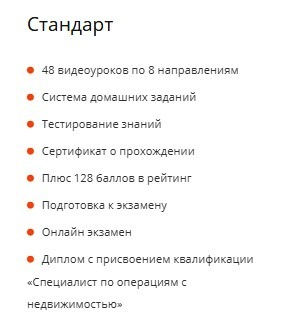 Стандарт
48 видеоуроков по 8 направлениям
Система домашних заданий
Тестирование знаний
Сертификат о прохождении
Плюс 128 баллов в рейтинг
Подготовка к экзамену
Онлайн экзамен
Диплом с присвоением квалификации
«Специалист по операциям с
недвижимостью»